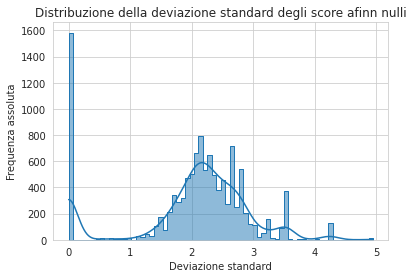 Distribuzione della deviazione standard degli score afinn nulli
1600
1400
1200
1000
800
600
400
200
0
0 1 2 3 4 5
Frequenza assoluta
Deviazione standard